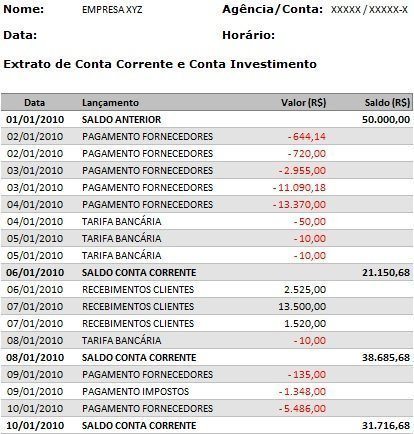 Nome: EMPRESA XYZ Agência/Conta: XXXXX / XXXXX-X
Data: Horário:
Extrato de Conta Corrente e Conta Investimento
Data Lançamento Valor (R$) Saldo (R$)
01/01/2010 SALDO ANTERIOR 50.000,00
02/01/2010 PAGAMENTO FORNECEDORES -644,14
02/01/2010 PAGAMENTO FORNECEDORES -720,00
03/01/2010 PAGAMENTO FORNECEDORES -2.955,00
03/01/2010 PAGAMENTO FORNECEDORES -11.090,18
04/01/2010 PAGAMENTO FORNECEDORES -13.370,00
04/01/2010 TARIFA BANCÁRIA -50,00
05/01/2010 TARIFA BANCÁRIA -10,00
05/01/2010 TARIFA BANCÁRIA -10,00
06/01/2010 SALDO CONTA CORRENTE 21.150,68
06/01/2010 RECEBIMENTOS CLIENTES 2.525,00
07/01/2010 RECEBIMENTOS CLIENTES 13.500,00
07/01/2010 RECEBIMENTOS CLIENTES 1.520,00
08/01/2010 TARIFA BANCÁRIA -10,00
08/01/2010 SALDO CONTA CORRENTE 38.685,68
09/01/2010 PAGAMENTO FORNECEDORES -135,00
09/01/2010 PAGAMENTO IMPOSTOS -1.348,00
10/01/2010 PAGAMENTO FORNECEDORES -5.486,00
10/01/2010 SALDO CONTA CORRENTE 31.716,68